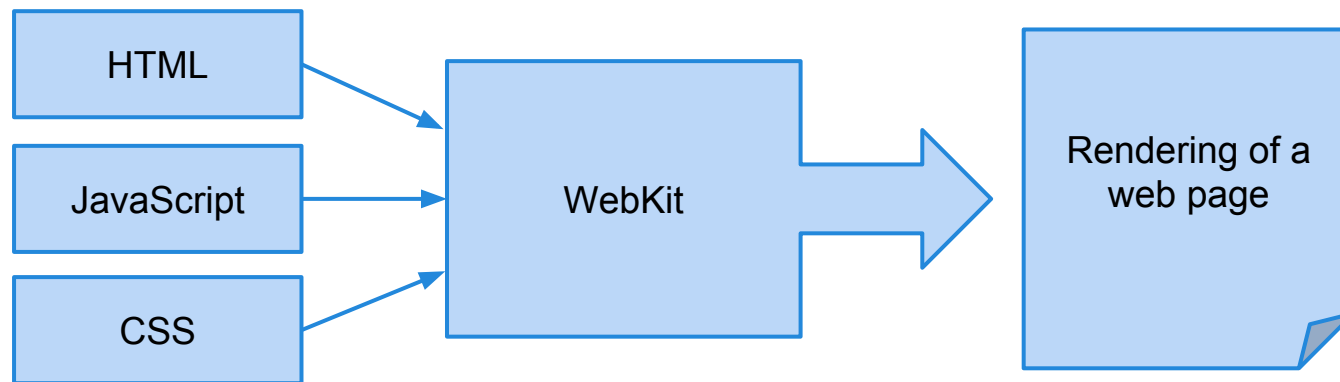 HTML
JavaScript
CSS
WebKit
Rendering of a
web page